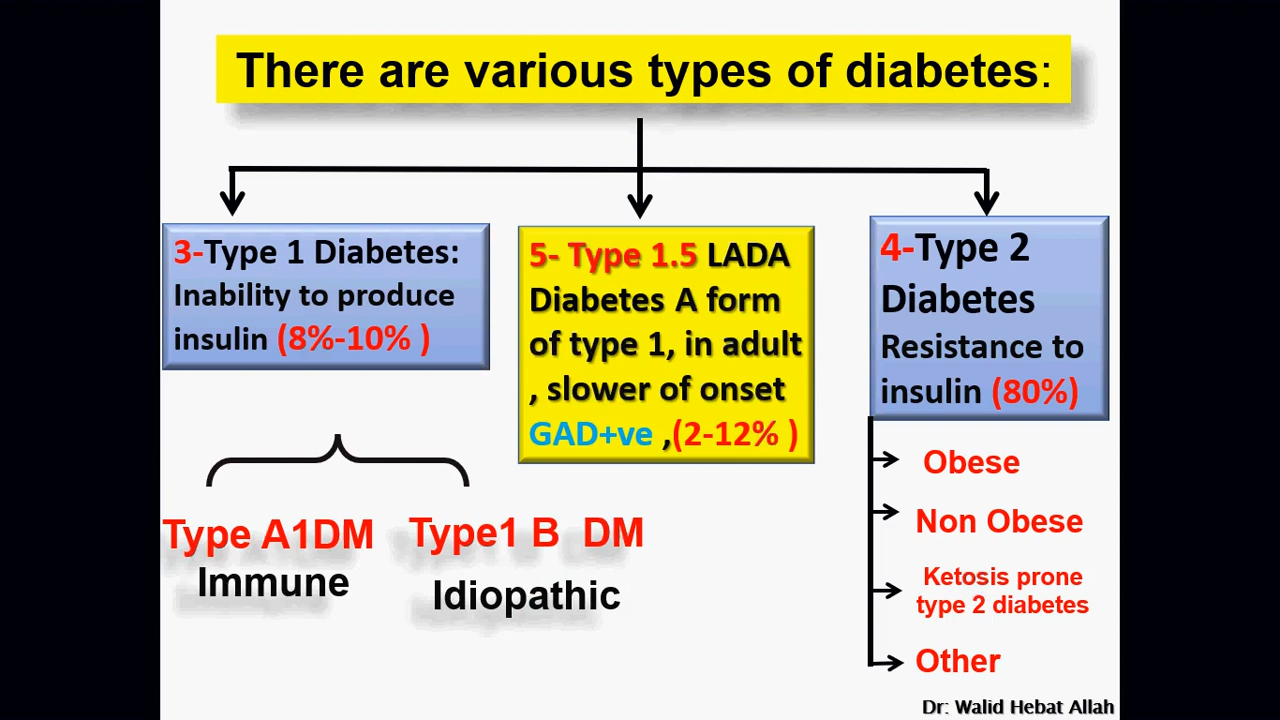 There are various types of diabetes:
3-Type 1 Diabetes:
Inability to produce
insulin (8%-10% )
5- Type 1.5 LADA
Diabetes A form
of type 1, in adult
, slower of onset
GAD+ve ,(2-12% )
4-Type 2
Diabetes
Resistance to
insulin (80%)
Type A1DM
Immune
Type1 B DM
Idiopathic
Obese
Non Obese
Ketosis prone
type 2 diabetes
Other
Dr: Walid Hebat Allah